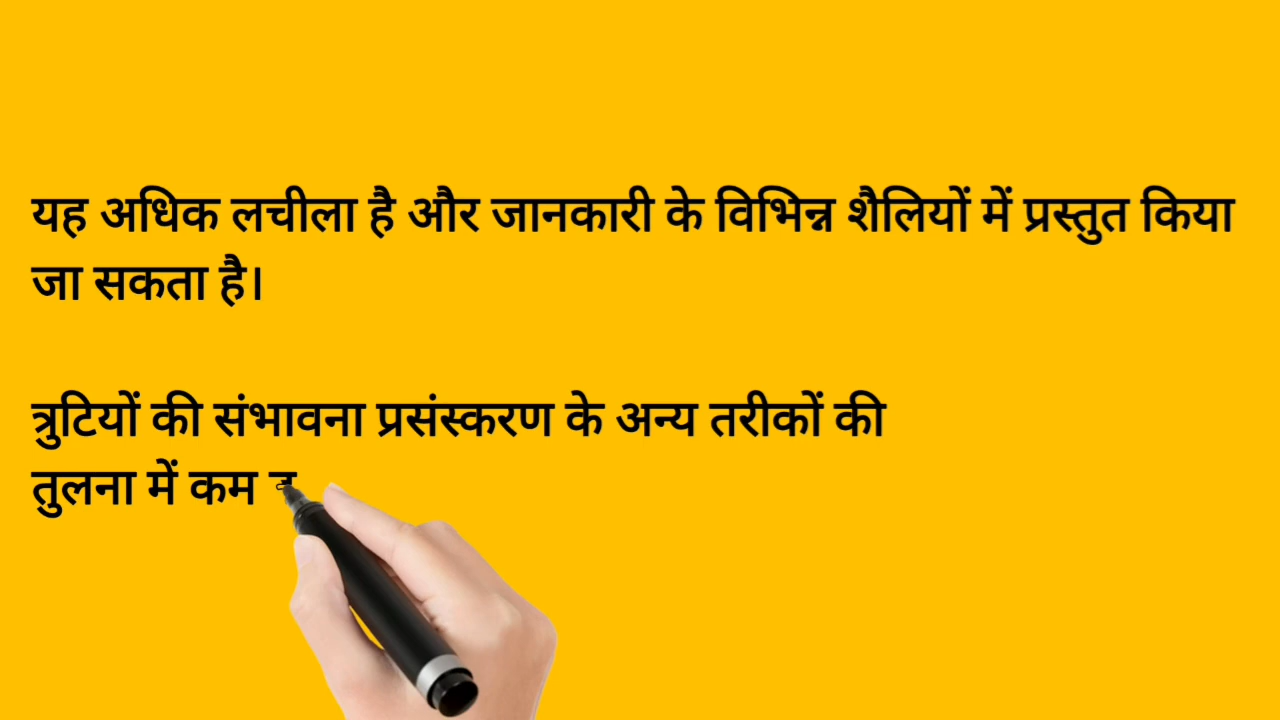 यह अधिक लचीला है और जानकारी के विभिन्न शैलियों में प्रस्तुत किया
जा सकता है।
त्रुटियों की संभावना प्रसंस्करण के अन्य तरीकों की
तुलना में कम